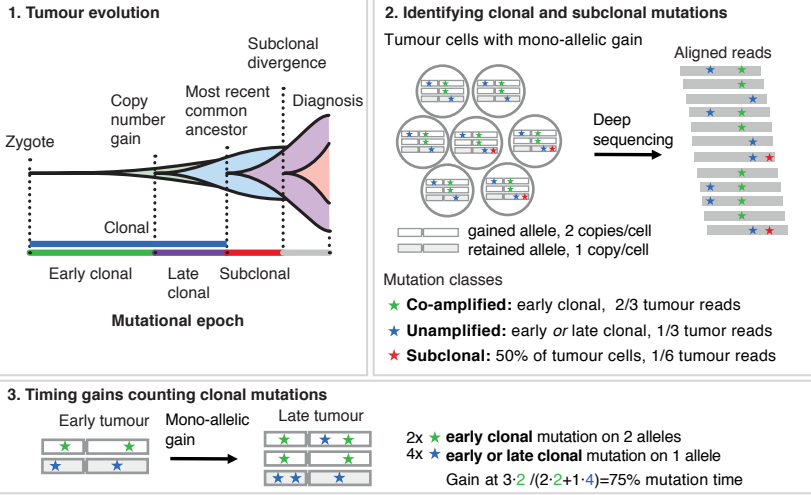 1. Tumour evolution
Subclonal
divergence
Most recent
common
ancestor
Copy
number
gain
Diagnosis
Zygote
Clonal
Early clonal
Late
clonal
Subclonal
Mutational epoch
2. Identifying clonal and subclonal mutations
Tumour cells with mono-allelic gain
Aligned reads
Deep
sequencing
gained allele, 2 copies/cell
retained allele, 1 copy/cell
Mutation classes
Co-amplified: early clonal, 2/3 tumour reads
Unamplified: early or late clonal, 1/3 tumor reads
Subclonal: 50% of tumour cells, 1/6 tumour reads
3. Timing gains counting clonal mutations
Early tumour
Mono-allelic
gain
Late tumour
2x ★ early clonal mutation on 2 alleles
4x ★ early or late clonal mutation on 1 allele
Gain at 3·2 /(2·2+1·4)=75% mutation time